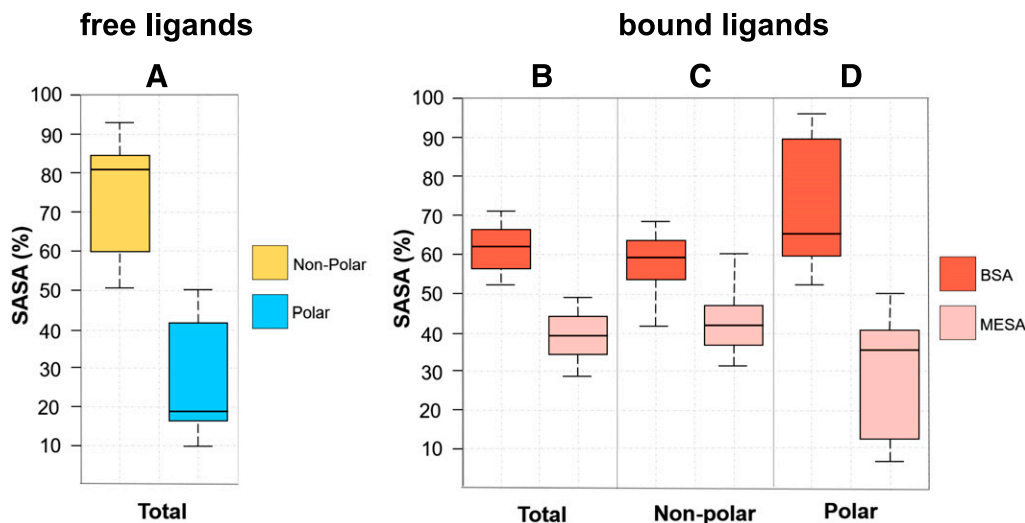 free ligands
bound ligands
A
B
C
D
100
90
80
70
60
50
40
30
20
10
SASA (%)
Total
Non-Polar
Polar
100
90
80
70
60
50
40
30
20
10
SASA (%)
Total
Non-polar
Polar
BSA
MESA